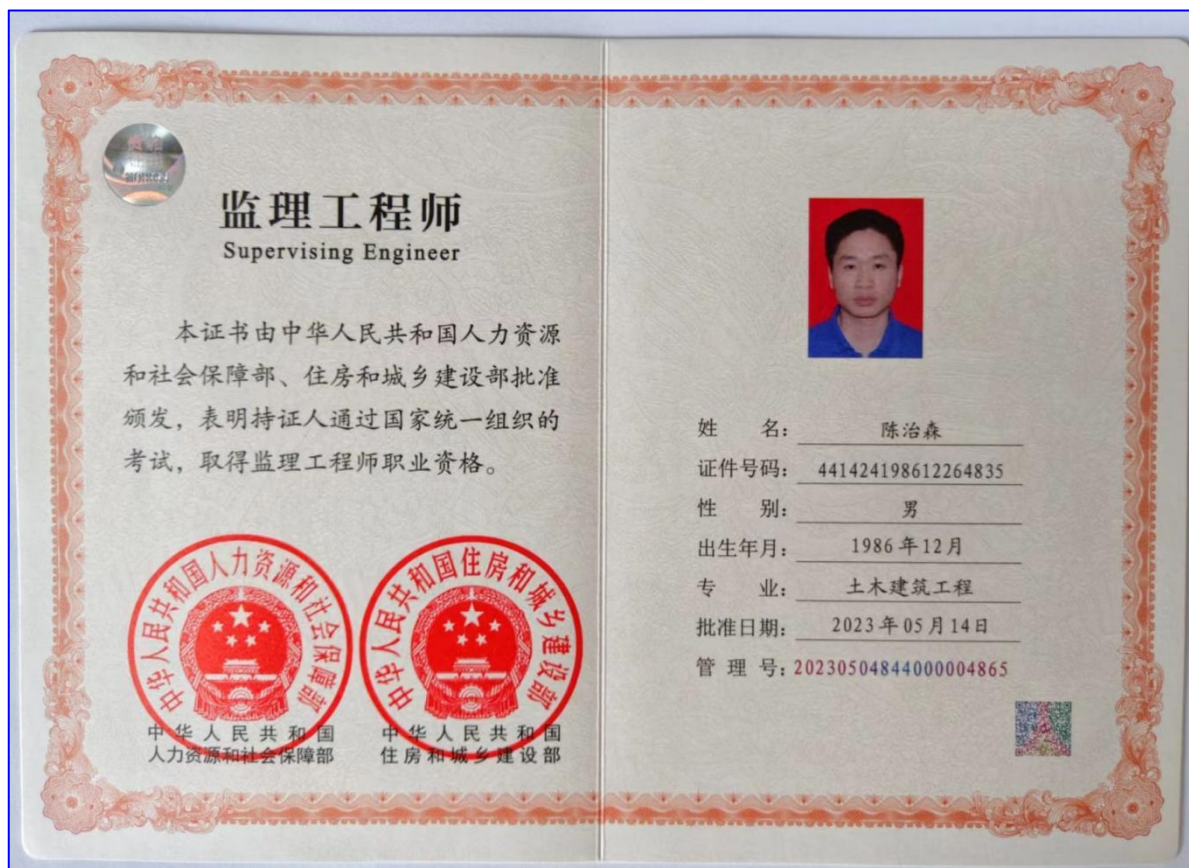 监理工程师
Supervising Engineer
本证书由中华人民共和国人力资源
和社会保障部、住房和城乡建设部批准
颁发，表明持证人通过国家统一组织的
考试，取得监理工程师职业资格。
中华人民共和国人力资源和社会保障部
中华人民共和国
人力资源和社会保障部
中华人民共和国住房和城乡建设部
中华人民共和国
住房和城乡建设部
姓名：陈治森
证件号码：441424198612264835
性别：男
出生年月：1986年12月
专业：土木建筑工程
批准日期：2023年05月14日
管理号：20230504844000004865